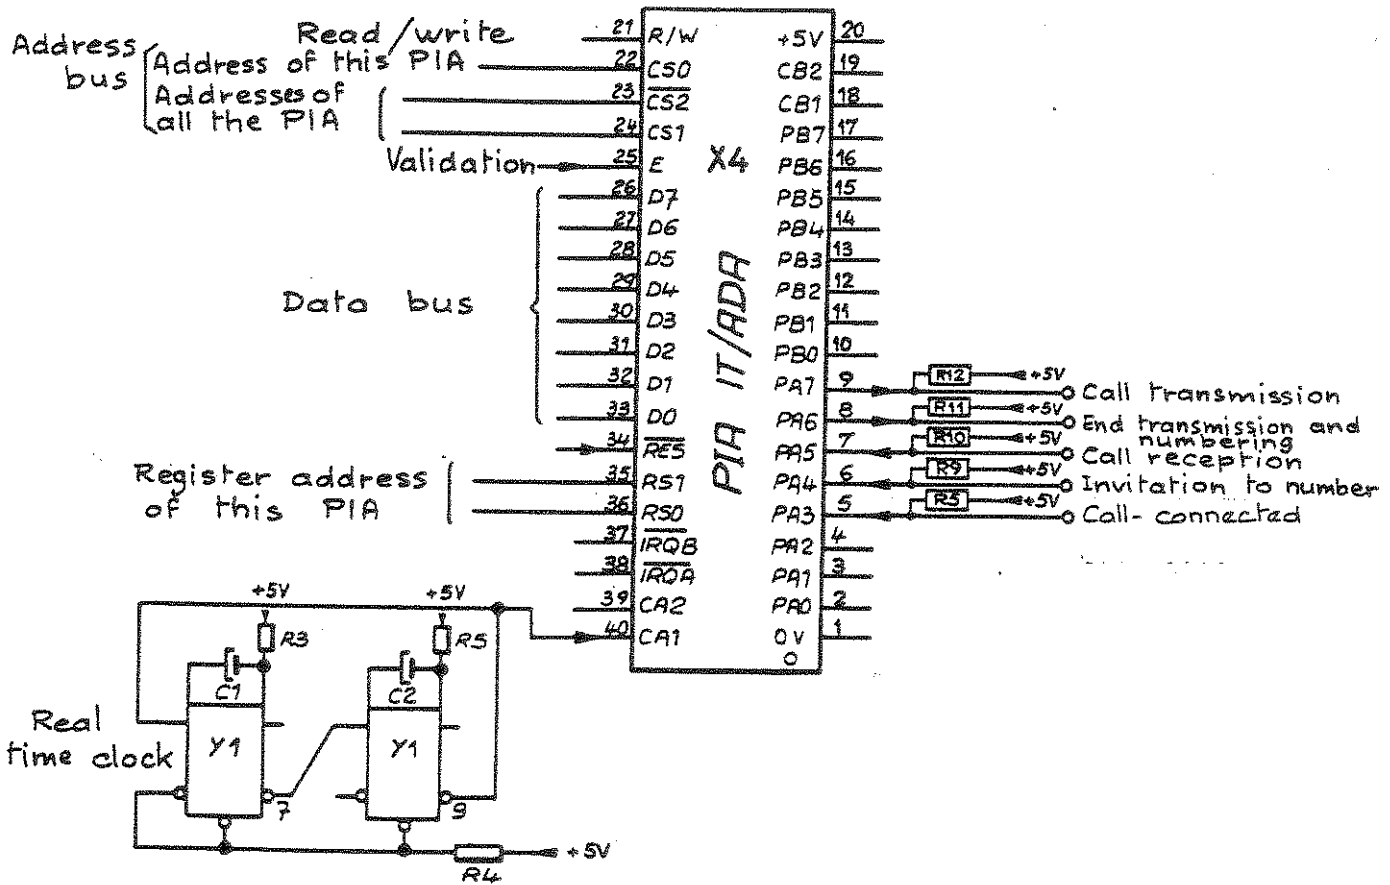 Address
bus
Read/write
Address of this PIA
Addresses of
all the PIA
Validation
Data bus
Register address
of this PIA
21 R/W
22 CS0
23 CS2
24 CS1
25 E
26 D7
27 D6
28 D5
29 D4
30 D3
31 D2
32 D1
33 D0
34 RES
35 RS1
36 RS0
37 IRQB
38 IRQA
39 CA2
40 CA1
X4
PIA IT/ADA
+5V 20
CB2 19
CB1 18
PB7 17
PB6 16
PB5 15
PB4 14
PB3 13
PB2 12
PB1 11
PB0 10
PA7 9
PA6 8
PA5 7
PA4 6
PA3 5
PA2 4
PA1 3
PA0 2
0V 1
R12 +5V
Call transmission
R11 +5V
End transmission and
numbering
R10 +5V
Call reception
R9 +5V
Invitation to number
R5 +5V
Call-connected
+5V +5V
R3 R5
C1 C2
Real
time clock
Y1 Y1
7 9
R4 +5V